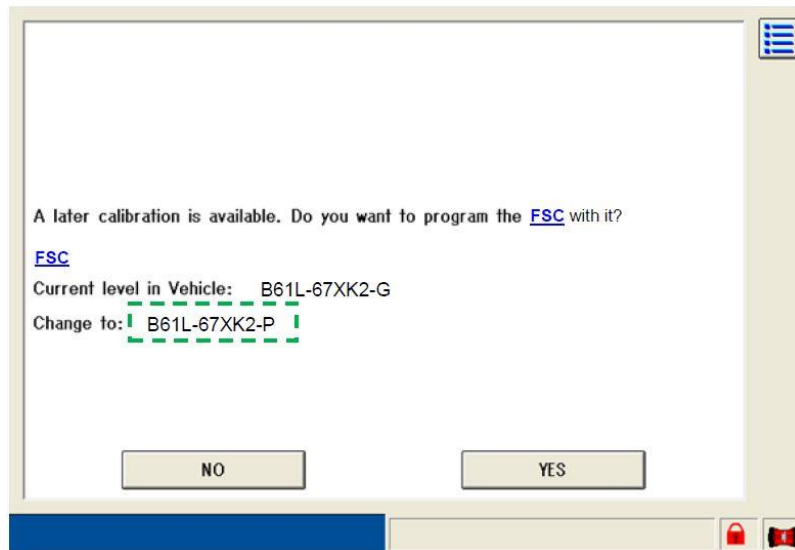 A later calibration is available. Do you want to program the FSC with it?
FSC
Current level in Vehicle: B61L-67XK2-G
Change to: B61L-67XK2-P
NO YES